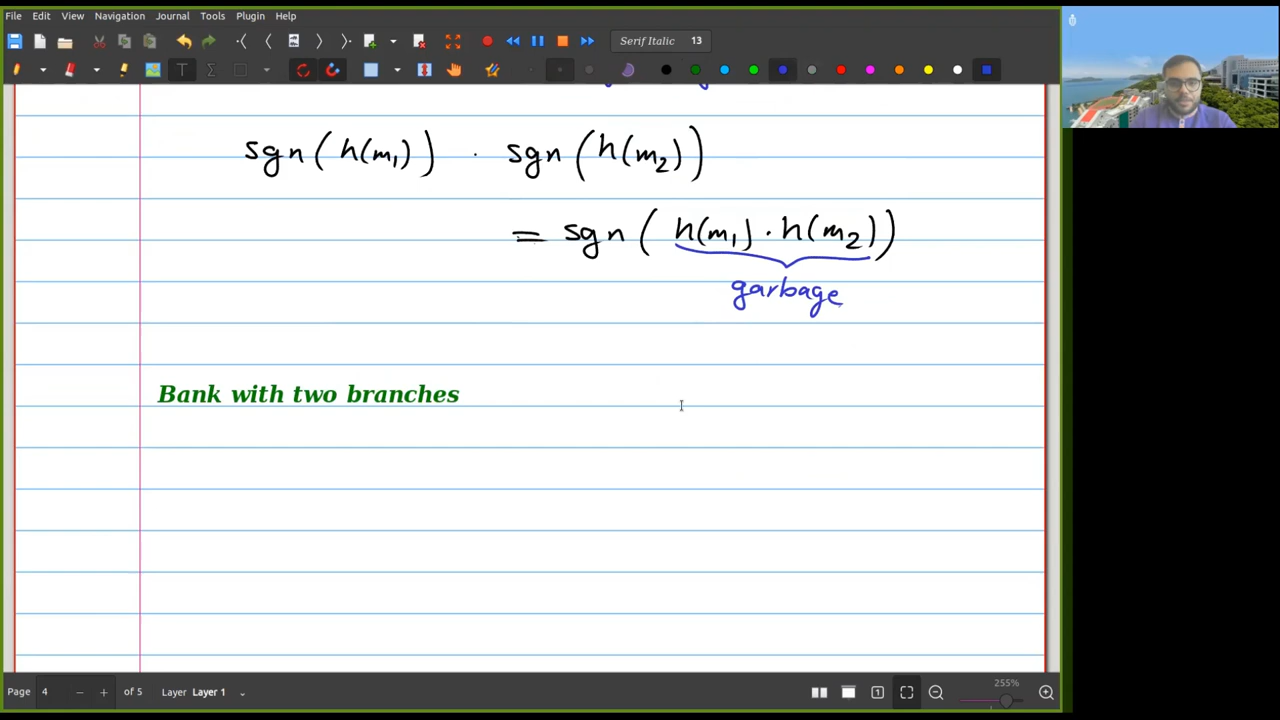 File Edit View Navigation Journal Tools Plugin Help
Serif Italic 13
sgn(h(m₁)) · sgn(h(m₂))
= sgn(h(m₁)·h(m₂))
garbage
Bank with two branches
Page 4 of 5 Layer Layer 1 255%